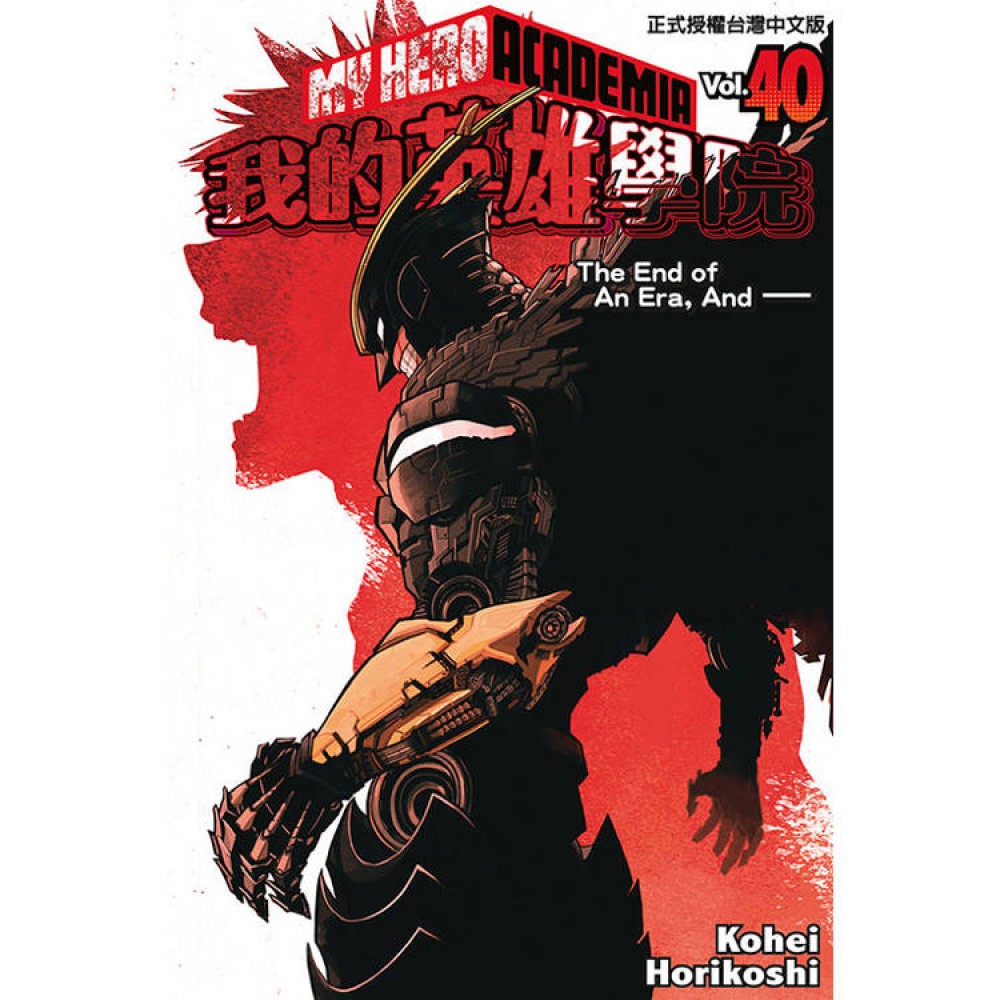 正式授權台灣中文版
MY HERO ACADEMIA
Vol.40
我的英雄學院
The End of
An Era, And —
Kohei
Horikoshi